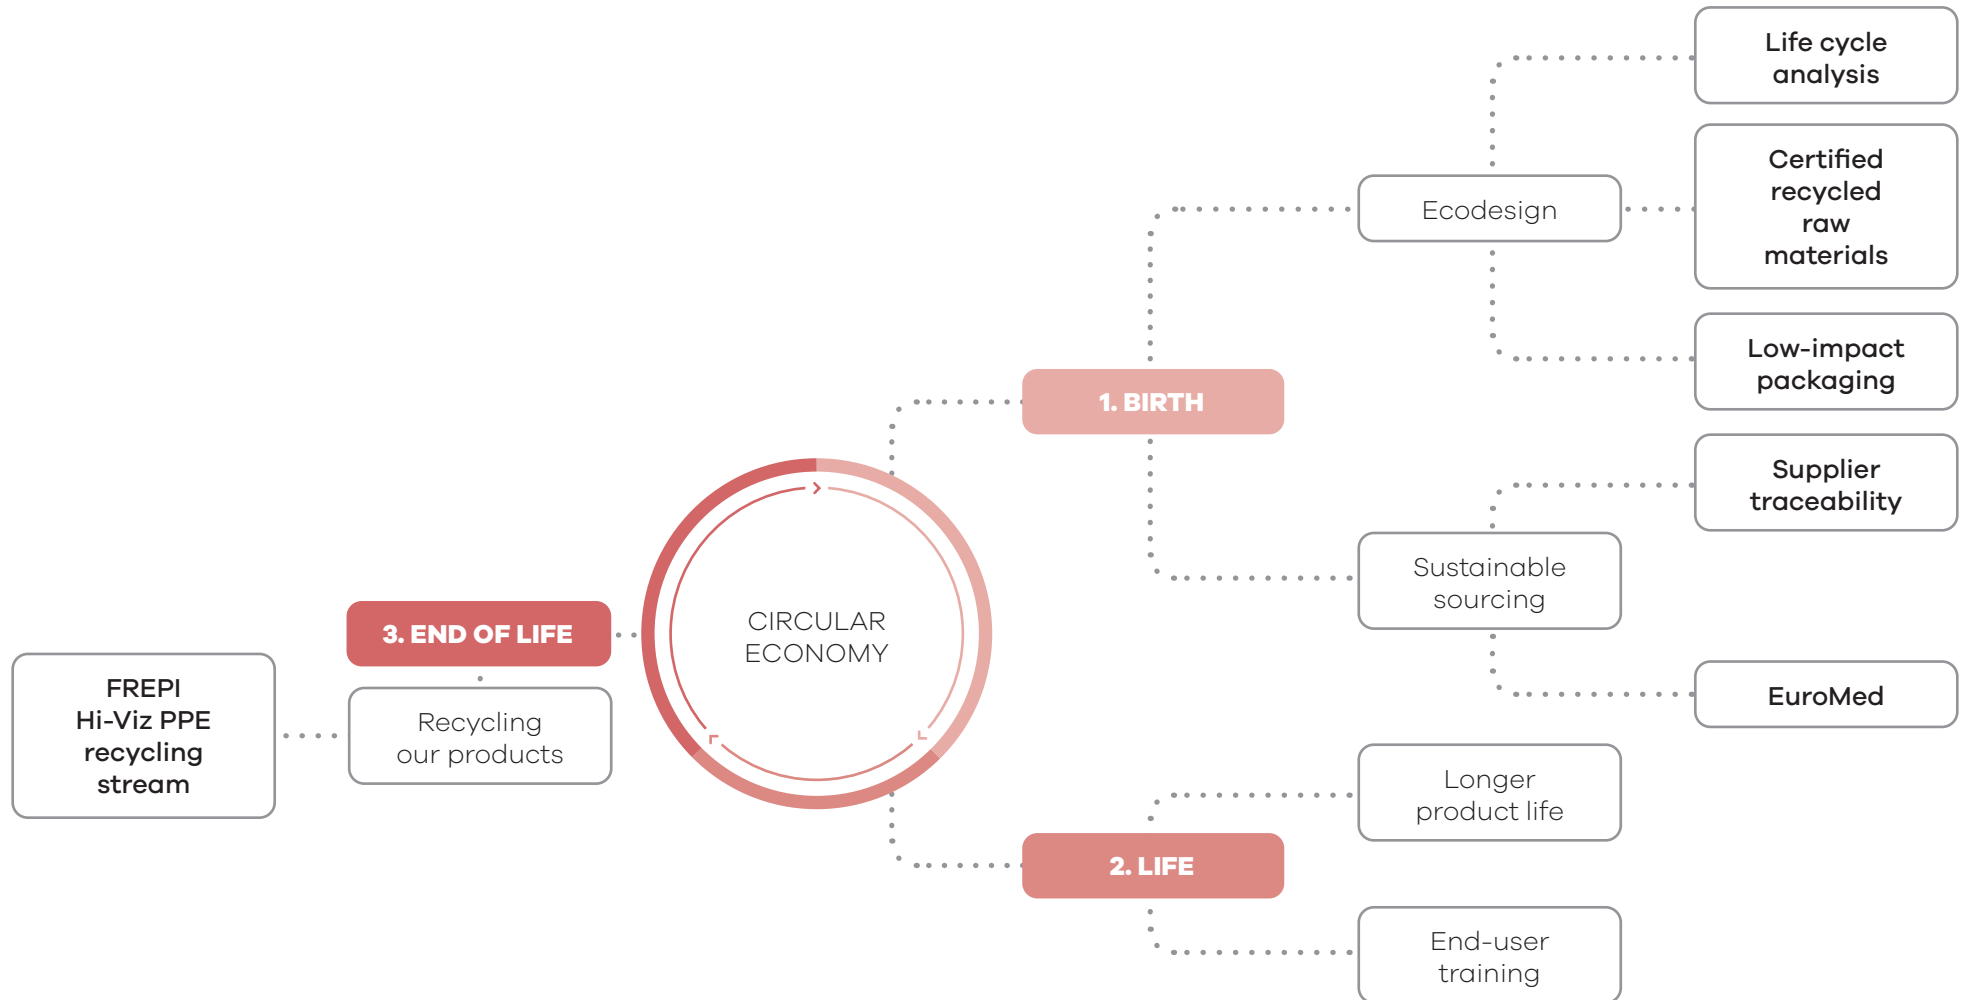 Life cycle
analysis
Certified
recycled
raw
materials
Ecodesign
Low-impact
packaging
1. BIRTH
Supplier
traceability
Sustainable
sourcing
EuroMed
CIRCULAR
ECONOMY
3. END OF LIFE
FREPI
Hi-Viz PPE
recycling
stream
Recycling
our products
Longer
product life
2. LIFE
End-user
training